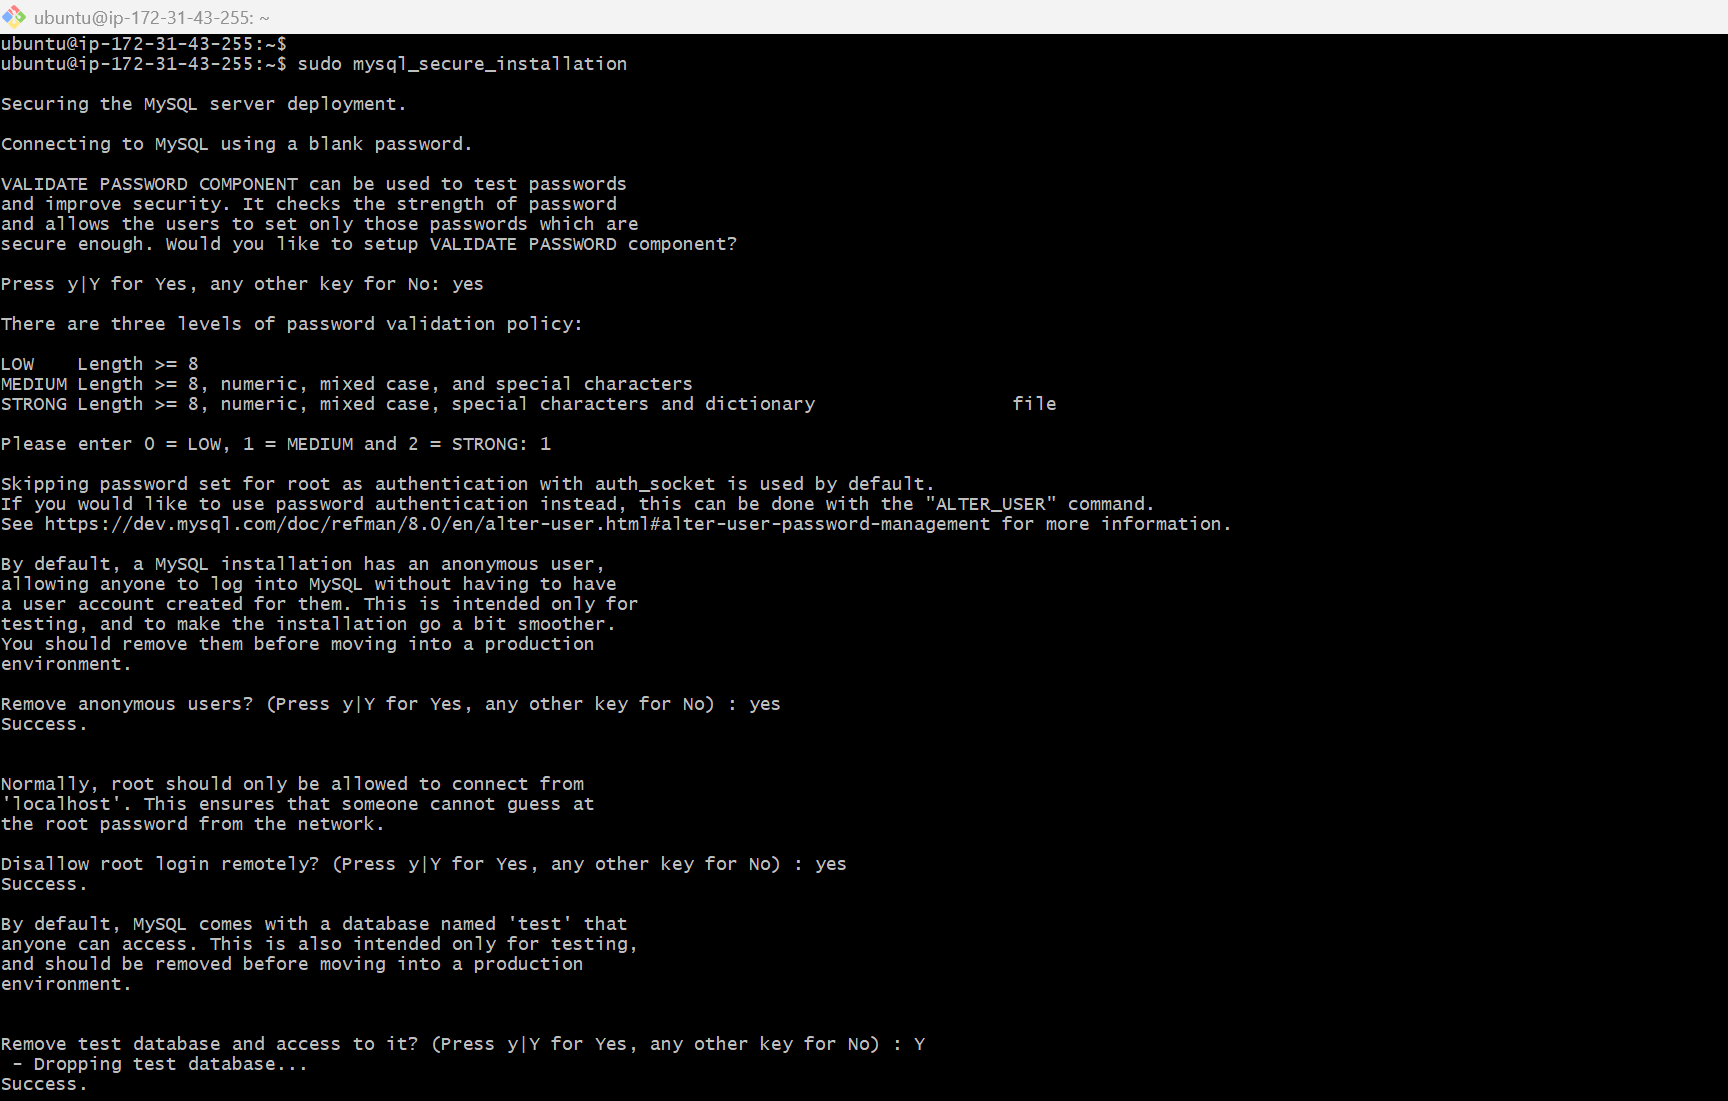 ubuntu@ip-172-31-43-255: ~
ubuntu@ip-172-31-43-255:~$
ubuntu@ip-172-31-43-255:~$ sudo mysql_secure_installation
Securing the MySQL server deployment.
Connecting to MySQL using a blank password.
VALIDATE PASSWORD COMPONENT can be used to test passwords
and improve security. It checks the strength of password
and allows the users to set only those passwords which are
secure enough. Would you like to setup VALIDATE PASSWORD component?
Press y|Y for Yes, any other key for No: yes
There are three levels of password validation policy:
LOW    Length >= 8
MEDIUM Length >= 8, numeric, mixed case, and special characters
STRONG Length >= 8, numeric, mixed case, special characters and dictionary                  file
Please enter 0 = LOW, 1 = MEDIUM and 2 = STRONG: 1
Skipping password set for root as authentication with auth_socket is used by default.
If you would like to use password authentication instead, this can be done with the "ALTER_USER" command.
See https://dev.mysql.com/doc/refman/8.0/en/alter-user.html#alter-user-password-management for more information.
By default, a MySQL installation has an anonymous user,
allowing anyone to log into MySQL without having to have
a user account created for them. This is intended only for
testing, and to make the installation go a bit smoother.
You should remove them before moving into a production
environment.
Remove anonymous users? (Press y|Y for Yes, any other key for No) : yes
Success.
Normally, root should only be allowed to connect from
'localhost'. This ensures that someone cannot guess at
the root password from the network.
Disallow root login remotely? (Press y|Y for Yes, any other key for No) : yes
Success.
By default, MySQL comes with a database named 'test' that
anyone can access. This is also intended only for testing,
and should be removed before moving into a production
environment.
Remove test database and access to it? (Press y|Y for Yes, any other key for No) : Y
 - Dropping test database...
Success.